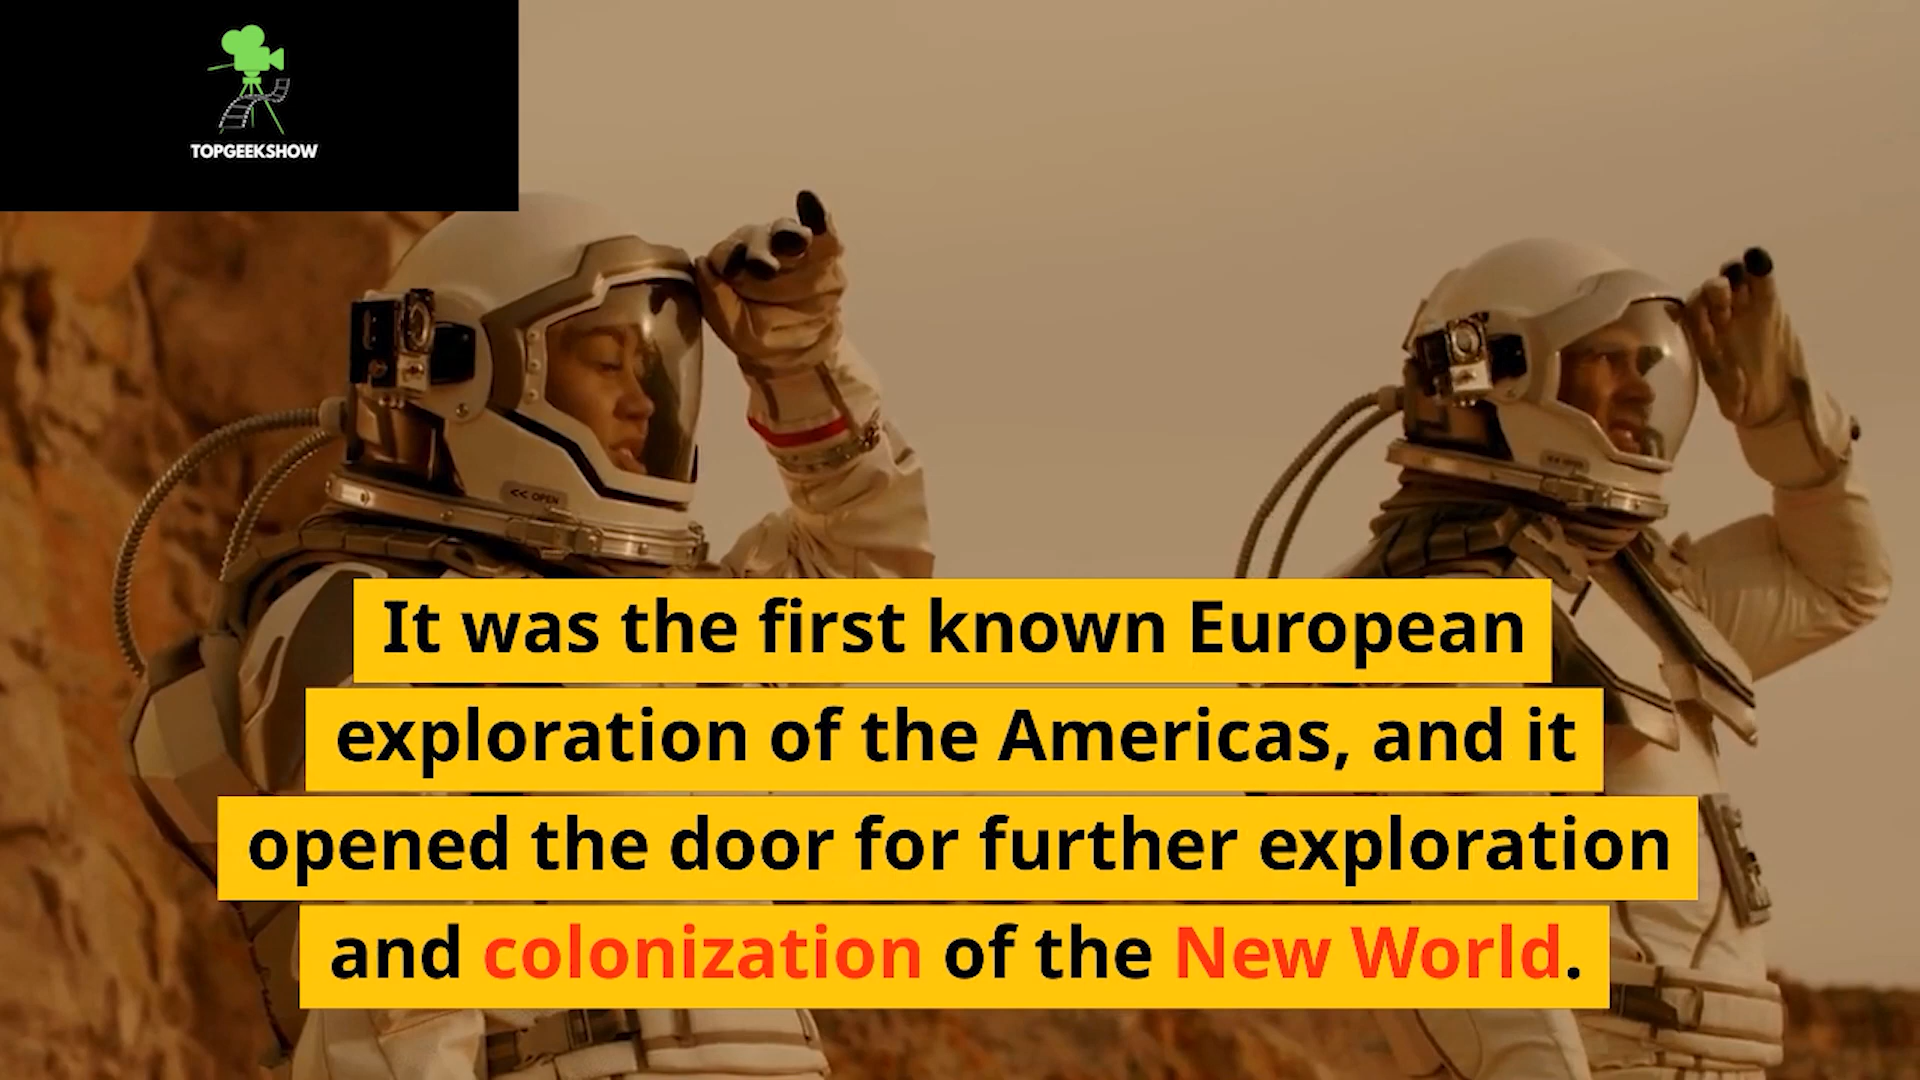 TOPGEEKSHOW
<< OPEN
It was the first known European
exploration of the Americas, and it
opened the door for further exploration
and colonization of the New World.